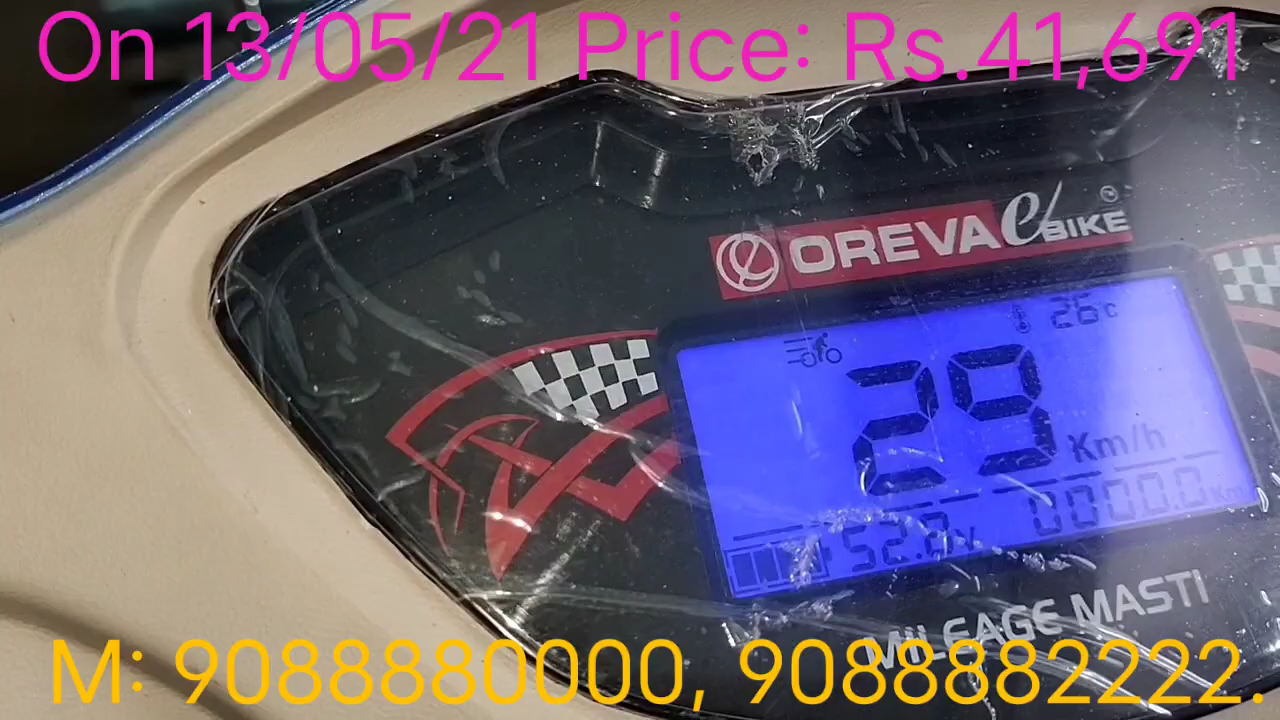 On 13/05/21 Price: Rs.41,691
OREVA e BIKE
26°c
29 Km/h
52.8v 0000.0 Km
MILEAGE MASTI
M: 9088880000, 9088882222.